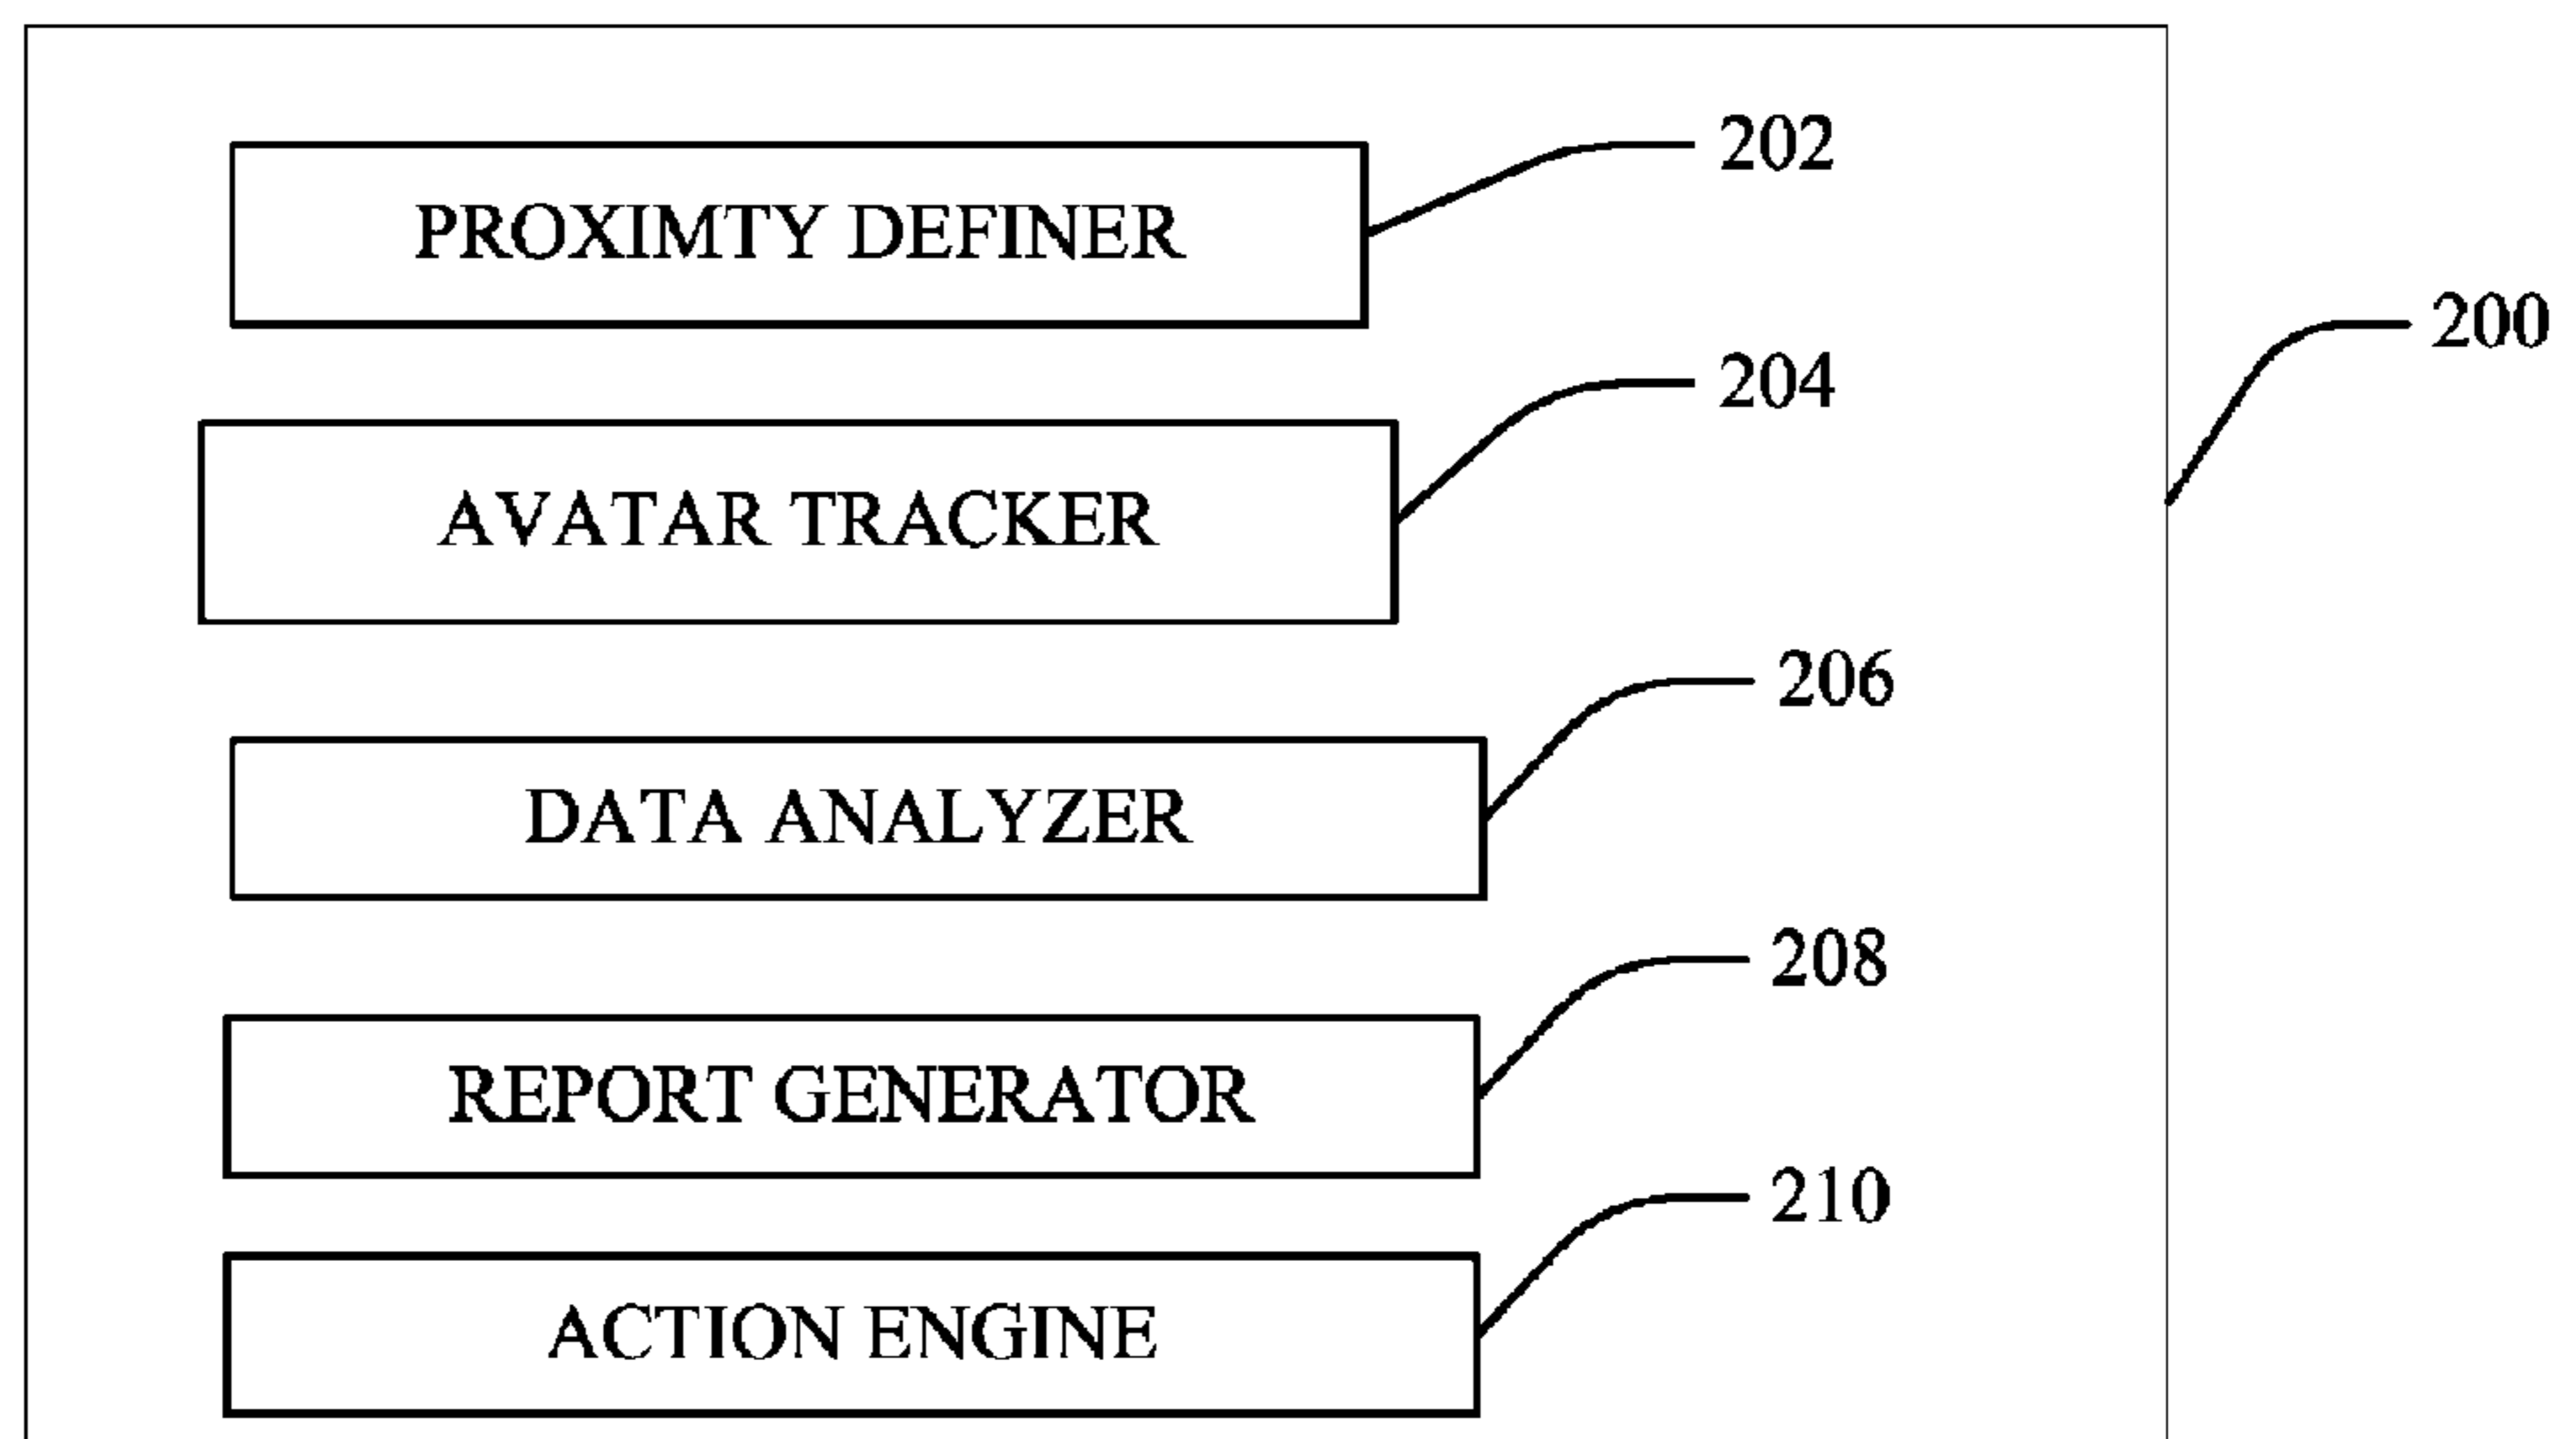 202
PROXIMTY DEFINER
200
204
AVATAR TRACKER
206
DATA ANALYZER
208
REPORT GENERATOR
210
ACTION ENGINE